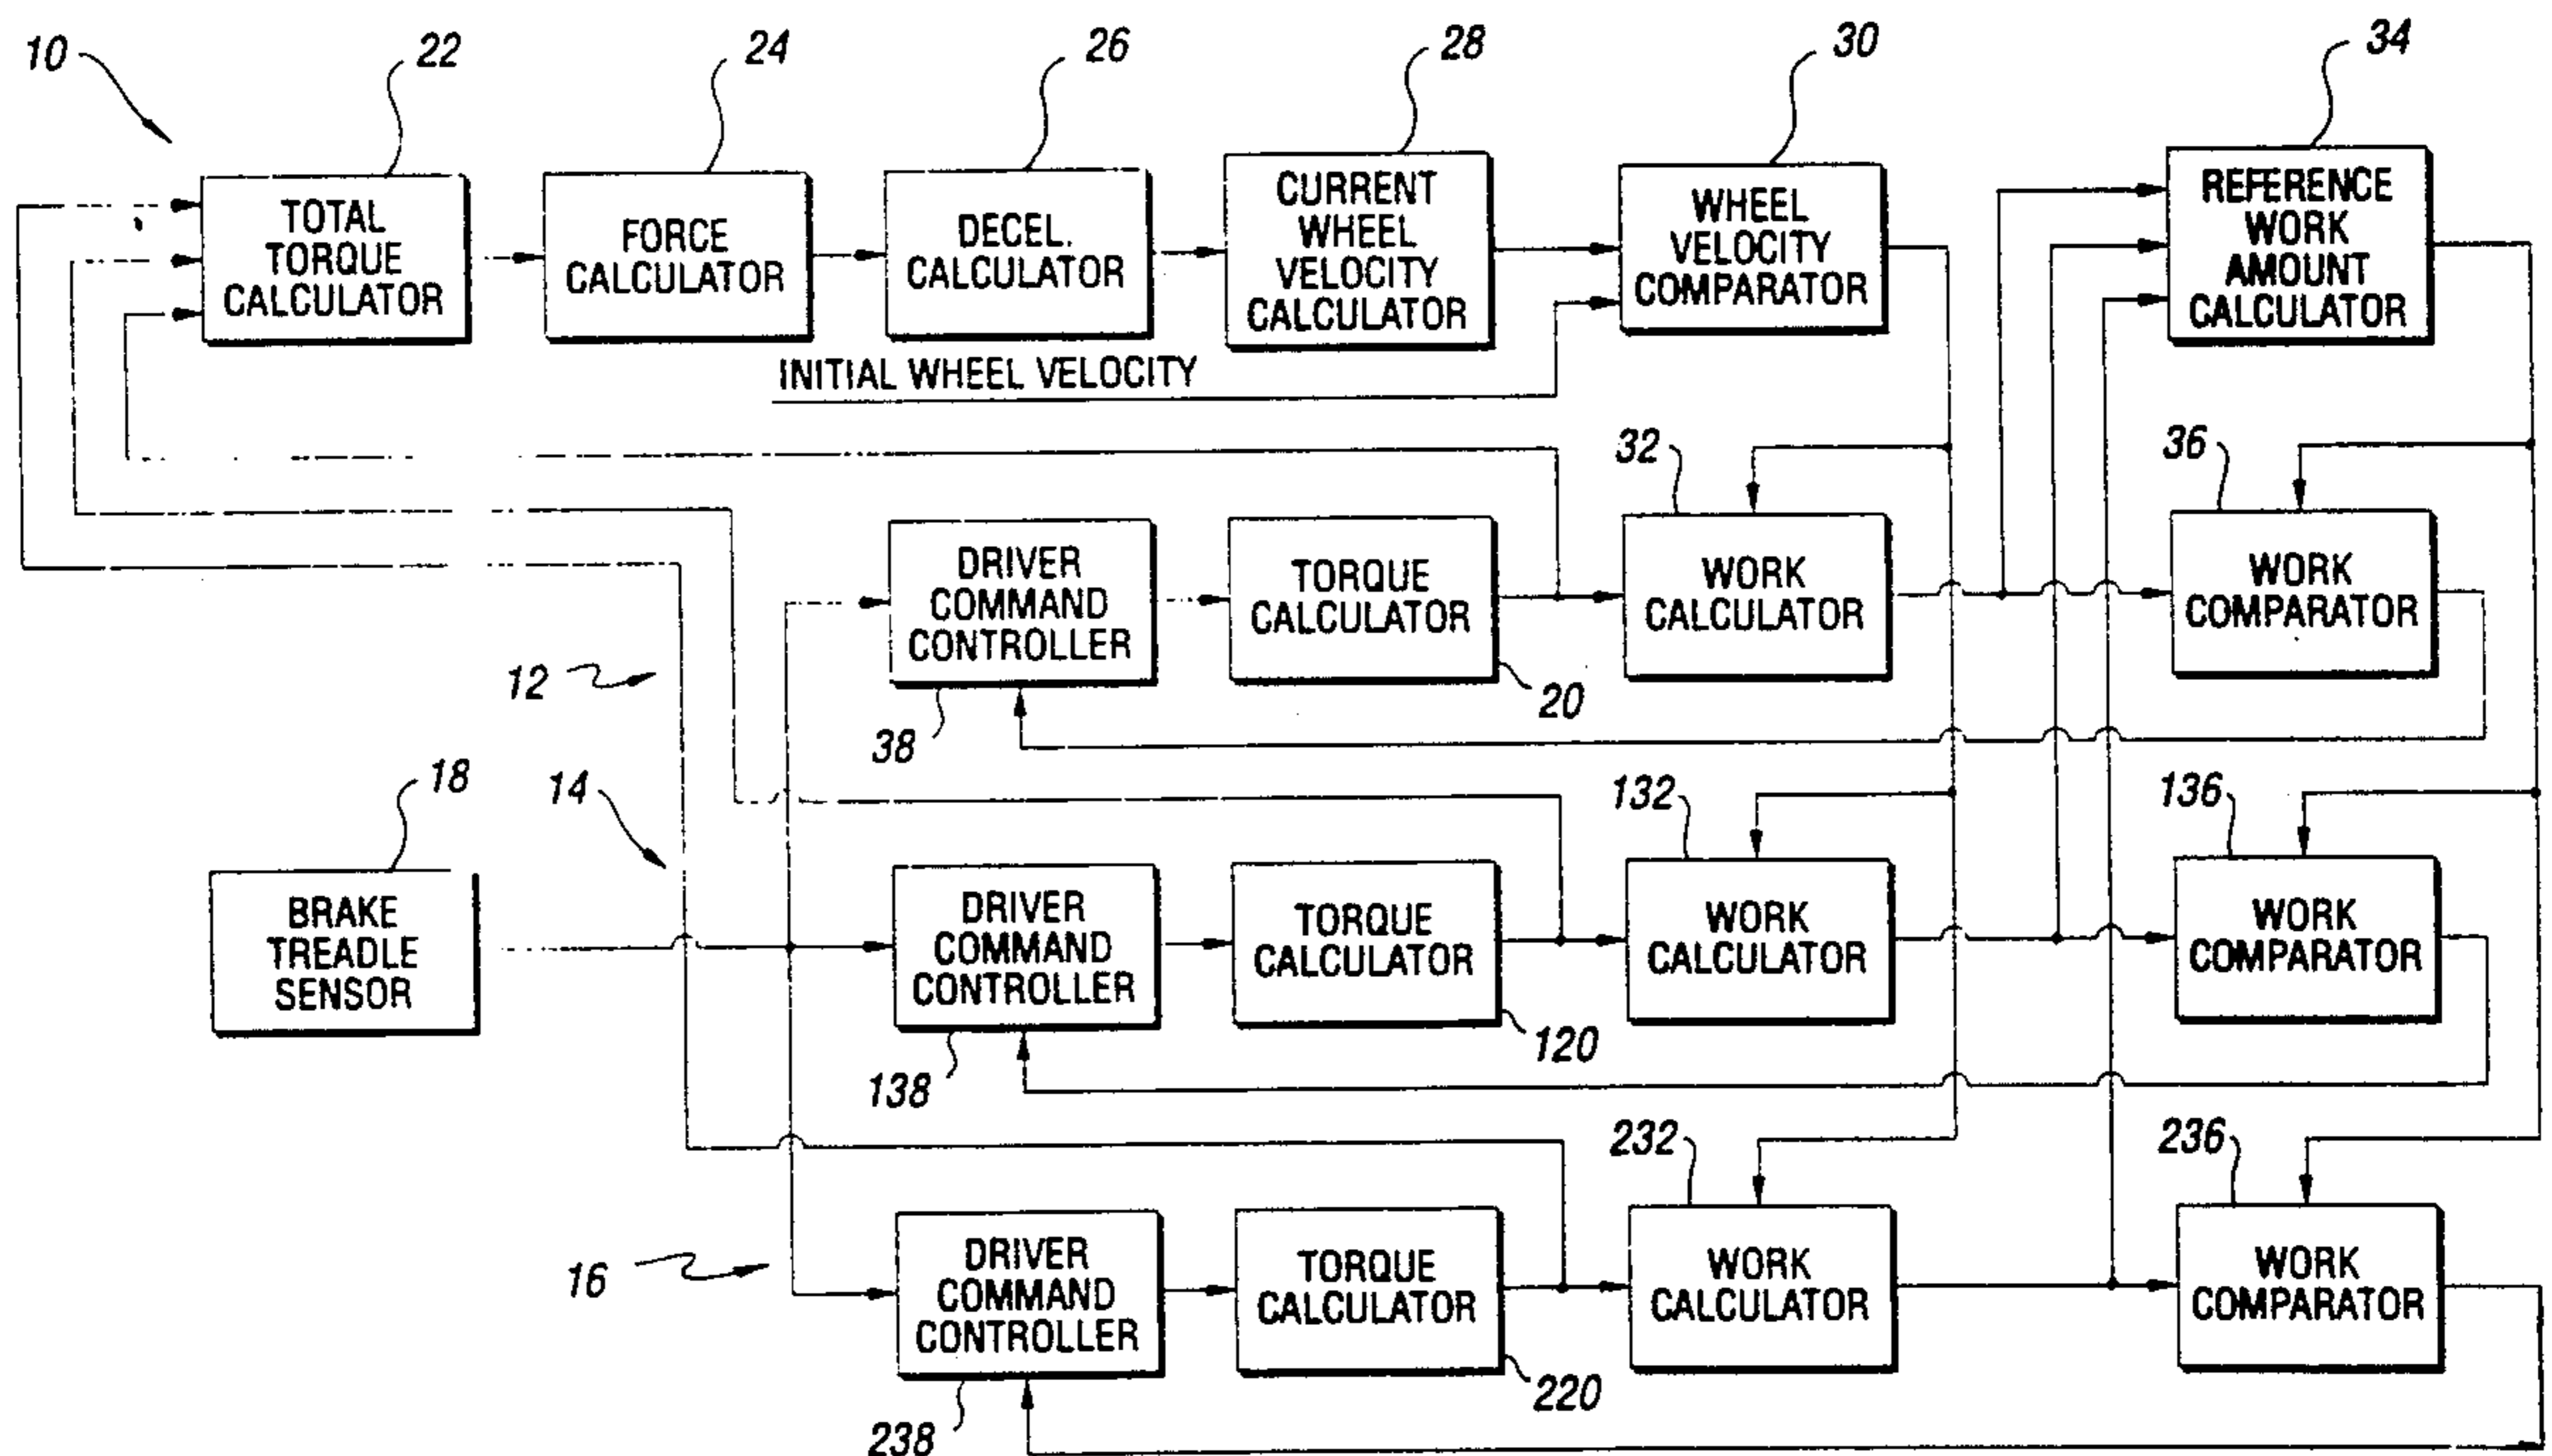 10
22
24
26
28
30
34
TOTAL
TORQUE
CALCULATOR
FORCE
CALCULATOR
DECEL.
CALCULATOR
CURRENT
WHEEL
VELOCITY
CALCULATOR
WHEEL
VELOCITY
COMPARATOR
REFERENCE
WORK
AMOUNT
CALCULATOR
INITIAL WHEEL VELOCITY
32
36
DRIVER
COMMAND
CONTROLLER
TORQUE
CALCULATOR
WORK
CALCULATOR
WORK
COMPARATOR
12
38
20
18
14
132
136
BRAKE
TREADLE
SENSOR
DRIVER
COMMAND
CONTROLLER
TORQUE
CALCULATOR
WORK
CALCULATOR
WORK
COMPARATOR
138
120
232
236
16
DRIVER
COMMAND
CONTROLLER
TORQUE
CALCULATOR
WORK
CALCULATOR
WORK
COMPARATOR
238
220